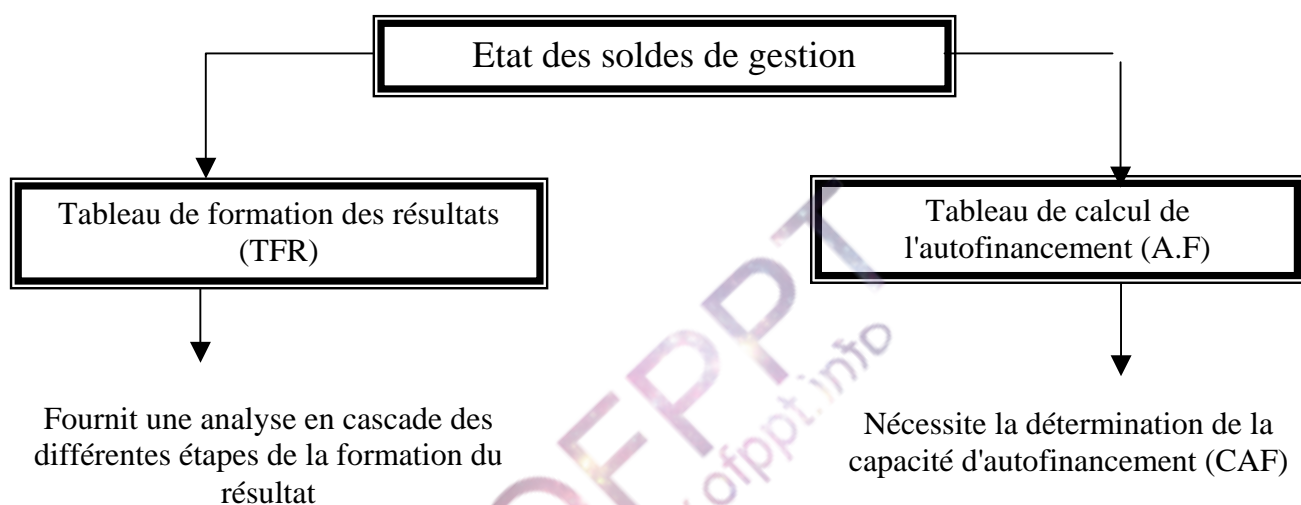 Etat des soldes de gestion
Tableau de formation des résultats
(TFR)
Tableau de calcul de
l'autofinancement (A.F)
Fournit une analyse en cascade des
différentes étapes de la formation du
résultat
Nécessite la détermination de la
capacité d'autofinancement (CAF)
OFPPT
ofppt.info